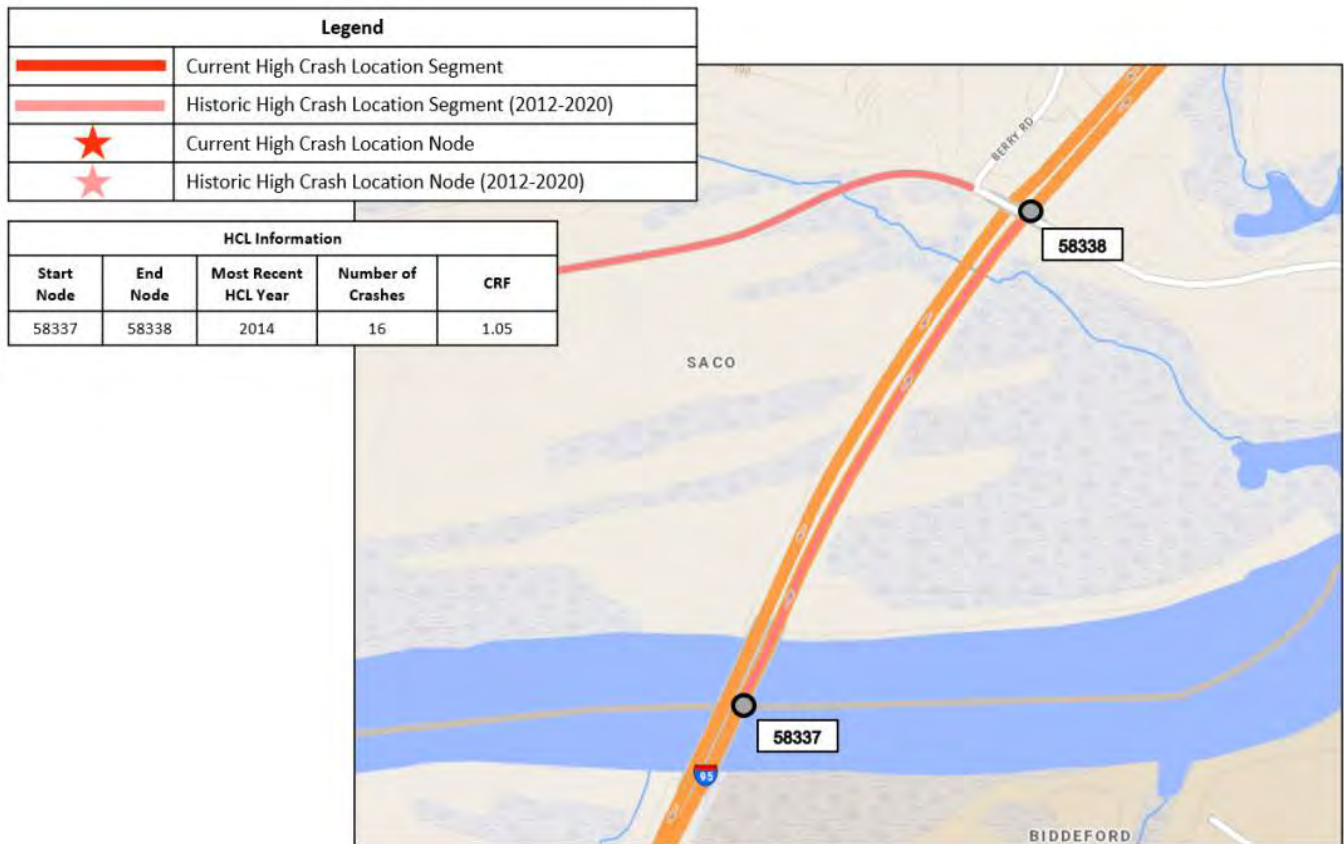 Legend
Current High Crash Location Segment
Historic High Crash Location Segment (2012-2020)
Current High Crash Location Node
Historic High Crash Location Node (2012-2020)
HCL Information
Start Node
End Node
Most Recent HCL Year
Number of Crashes
CRF
58337
58338
2014
16
1.05
BERRY RD
58338
SACO
58337
95
BIDDEFORD